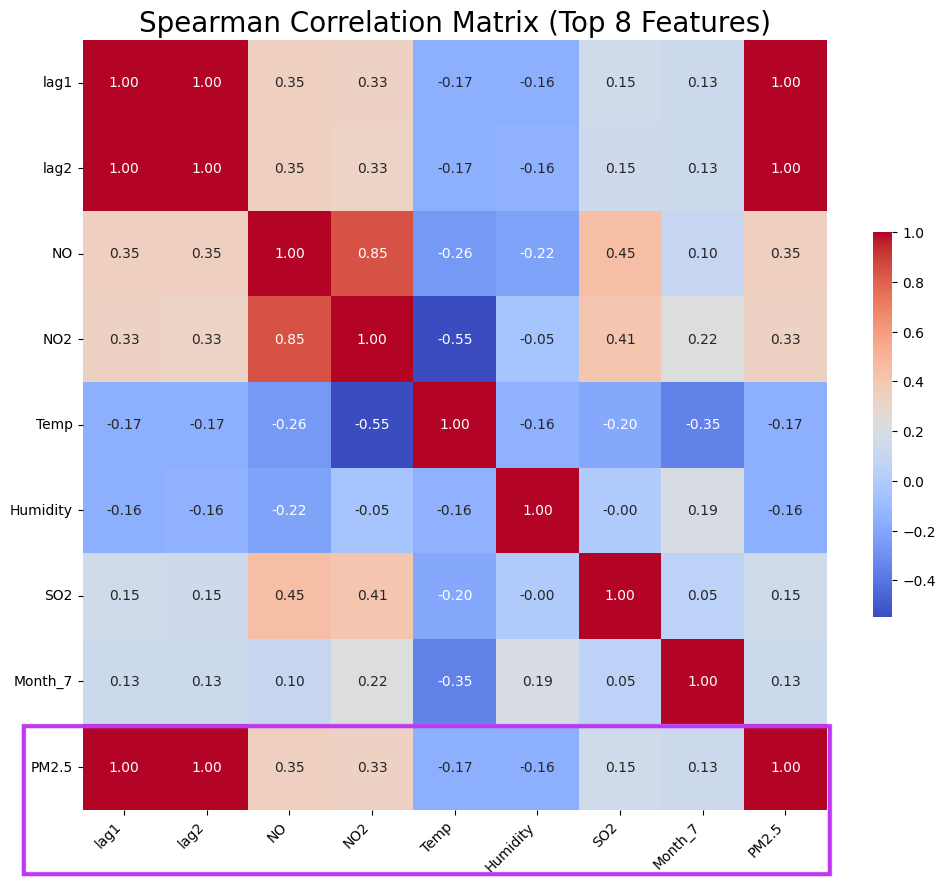 Spearman Correlation Matrix (Top 8 Features)
lag1 1.00 1.00 0.35 0.33 -0.17 -0.16 0.15 0.13 1.00
lag2 1.00 1.00 0.35 0.33 -0.17 -0.16 0.15 0.13 1.00
NO 0.35 0.35 1.00 0.85 -0.26 -0.22 0.45 0.10 0.35
NO2 0.33 0.33 0.85 1.00 -0.55 -0.05 0.41 0.22 0.33
Temp -0.17 -0.17 -0.26 -0.55 1.00 -0.16 -0.20 -0.35 -0.17
Humidity -0.16 -0.16 -0.22 -0.05 -0.16 1.00 -0.00 0.19 -0.16
SO2 0.15 0.15 0.45 0.41 -0.20 -0.00 1.00 0.05 0.15
Month_7 0.13 0.13 0.10 0.22 -0.35 0.19 0.05 1.00 0.13
PM2.5 1.00 1.00 0.35 0.33 -0.17 -0.16 0.15 0.13 1.00
lag1 lag2 NO NO2 Temp Humidity SO2 Month_7 PM2.5
1.0
0.8
0.6
0.4
0.2
0.0
−0.2
−0.4